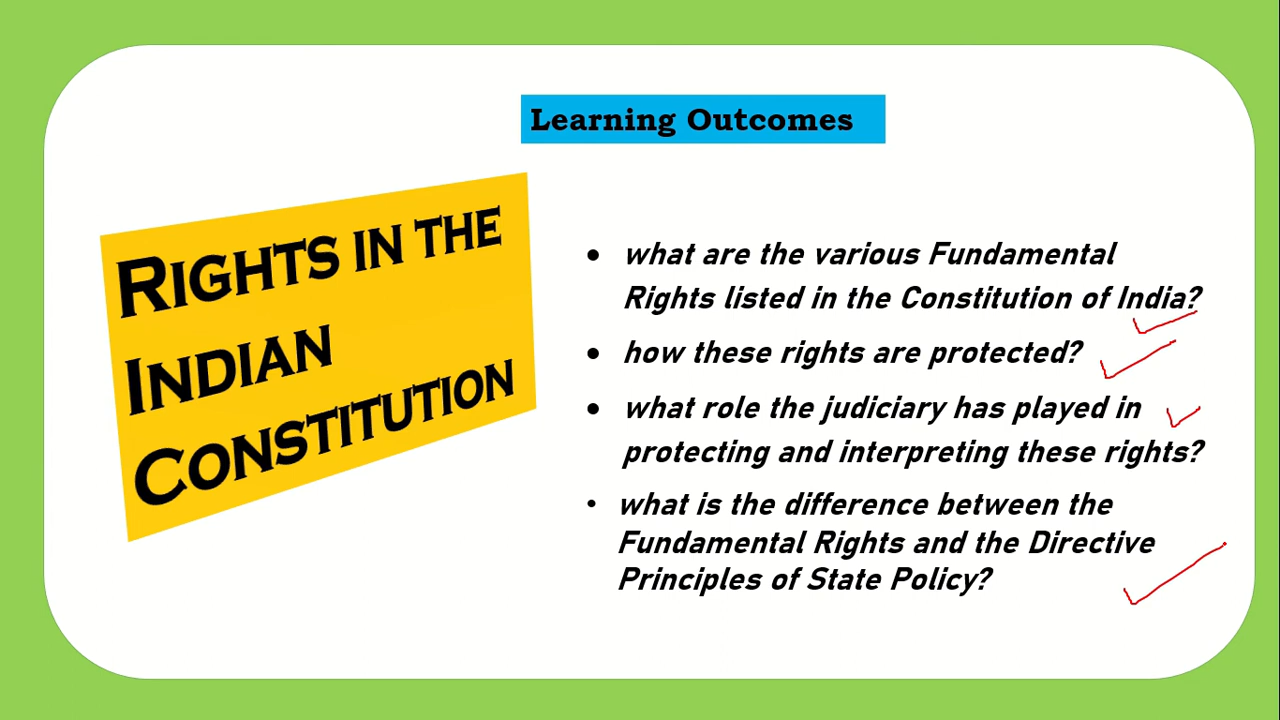 Learning Outcomes
RIGHTS IN THE
INDIAN
CONSTITUTION
• what are the various Fundamental
Rights listed in the Constitution of India?
• how these rights are protected?
• what role the judiciary has played in
protecting and interpreting these rights?
• what is the difference between the
Fundamental Rights and the Directive
Principles of State Policy?